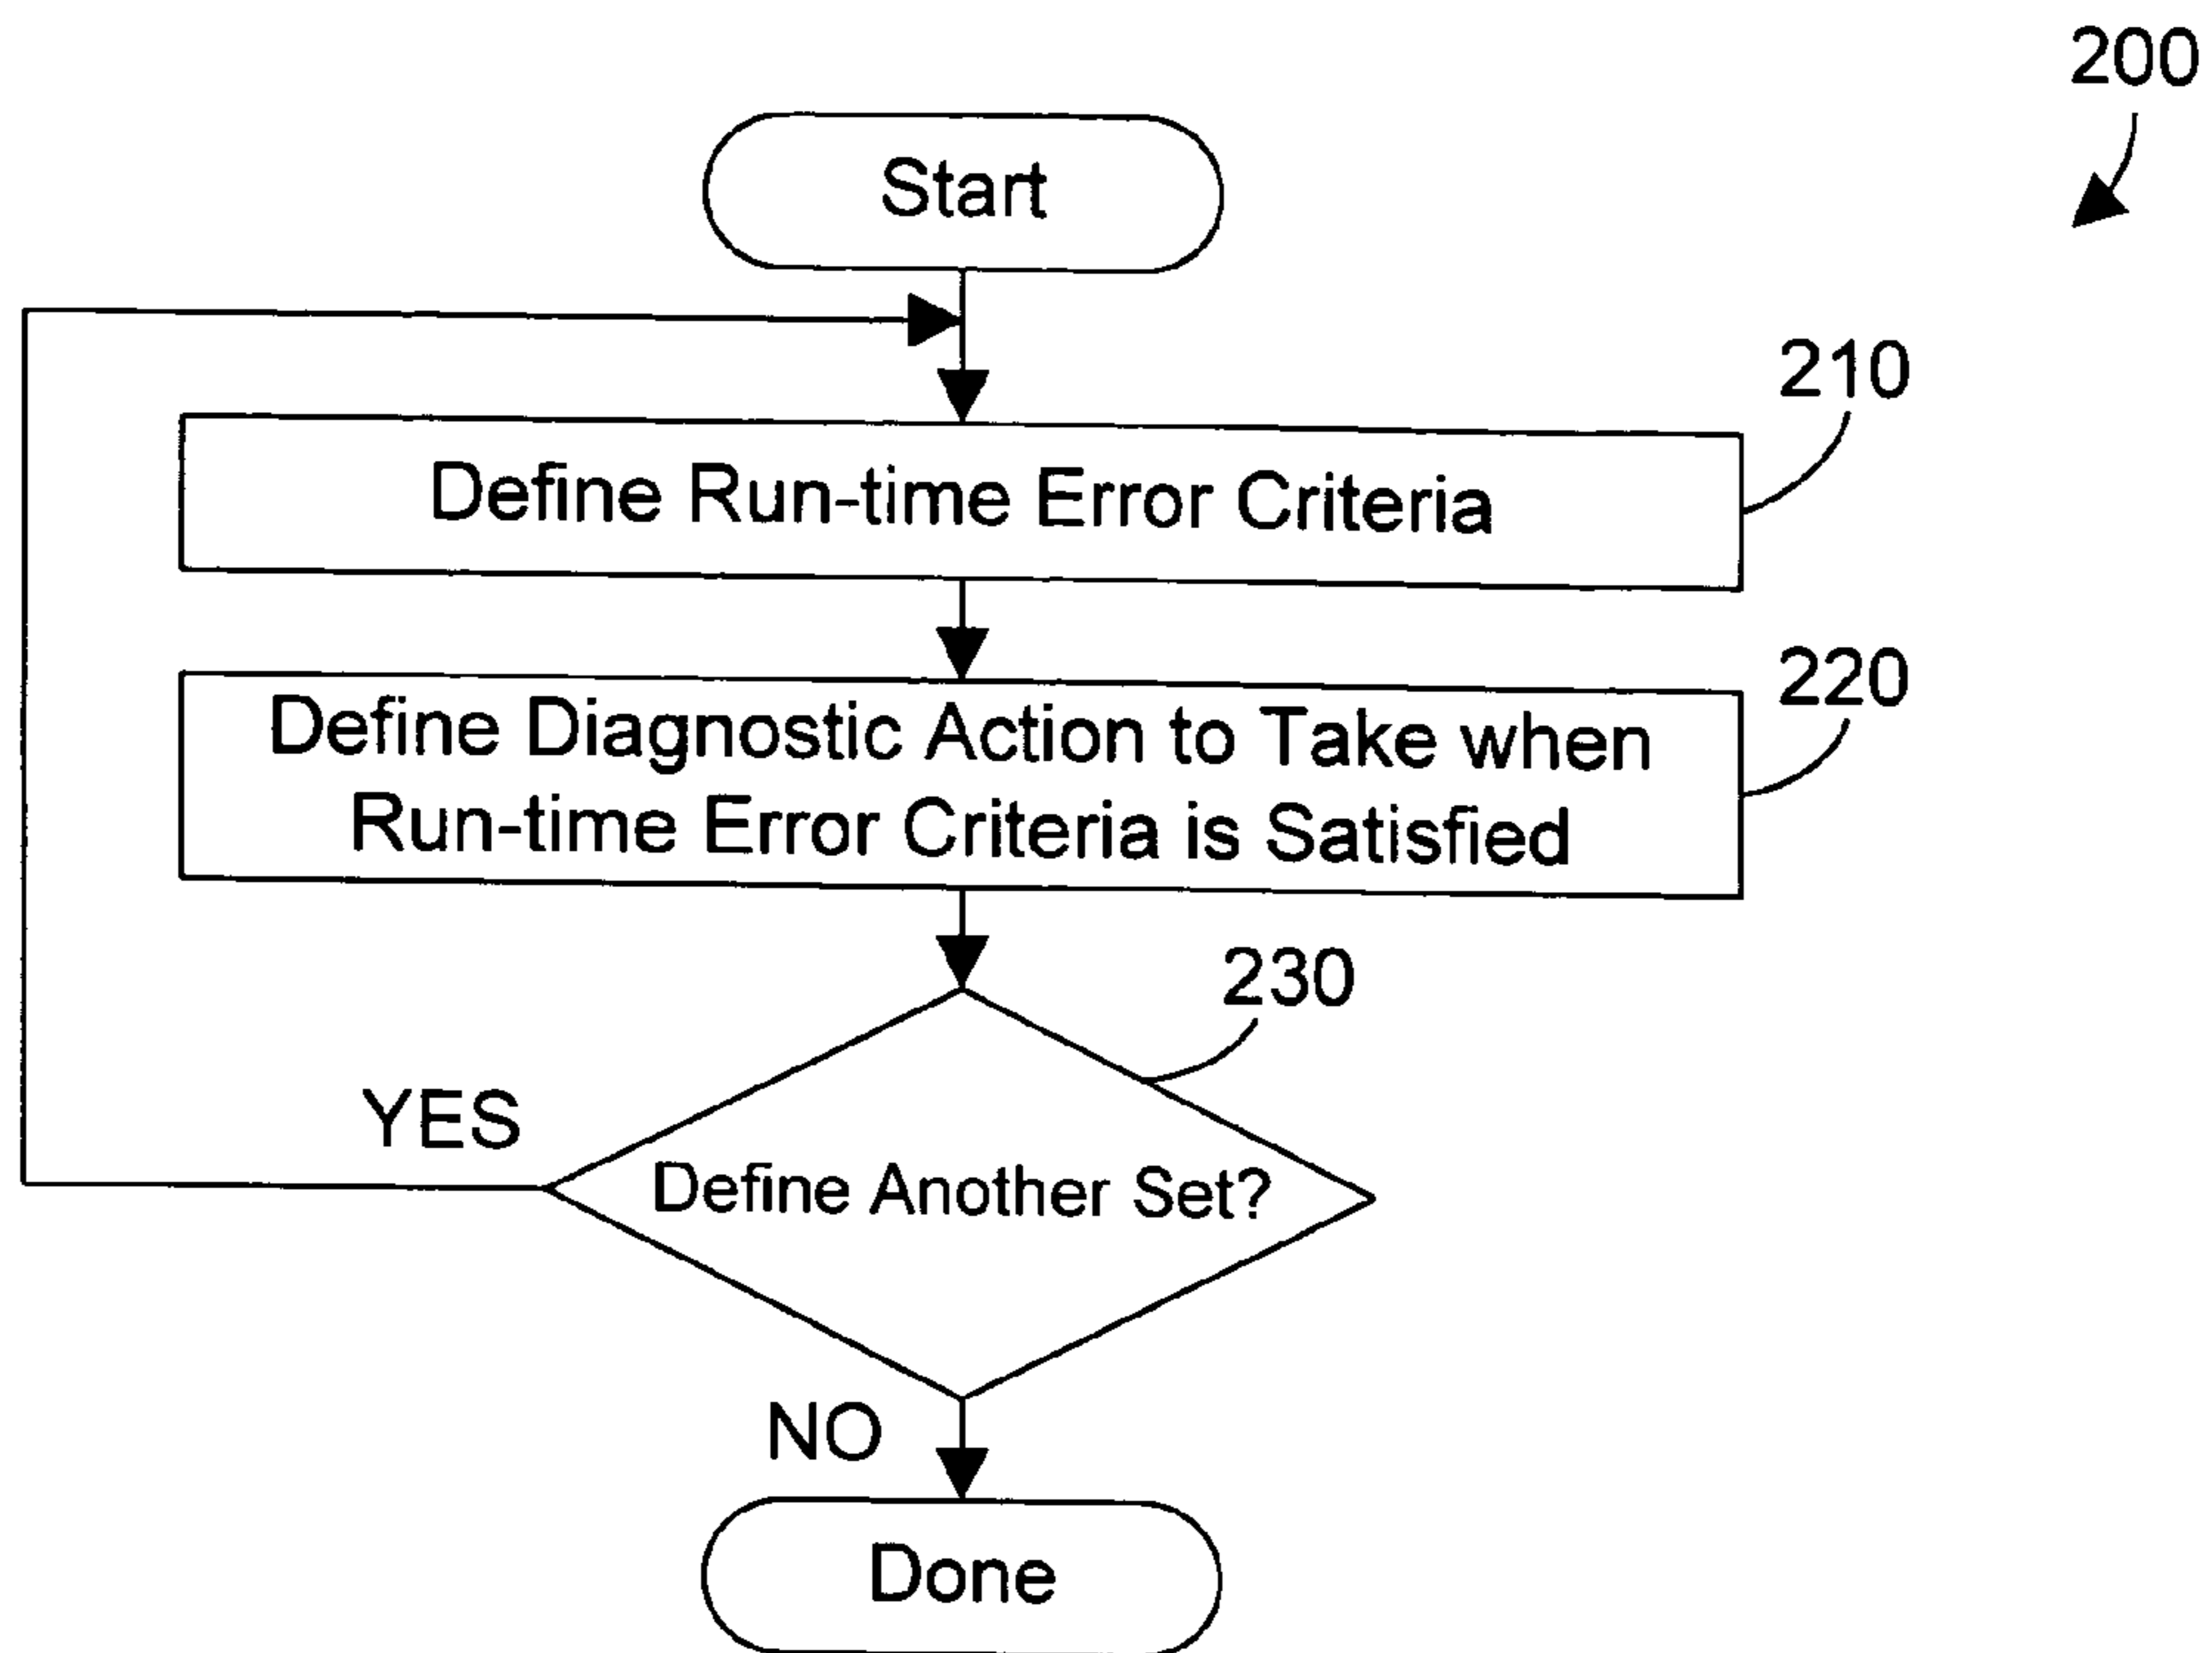 200
Start
210
Define Run-time Error Criteria
220
Define Diagnostic Action to Take when
Run-time Error Criteria is Satisfied
230
YES
Define Another Set?
NO
Done